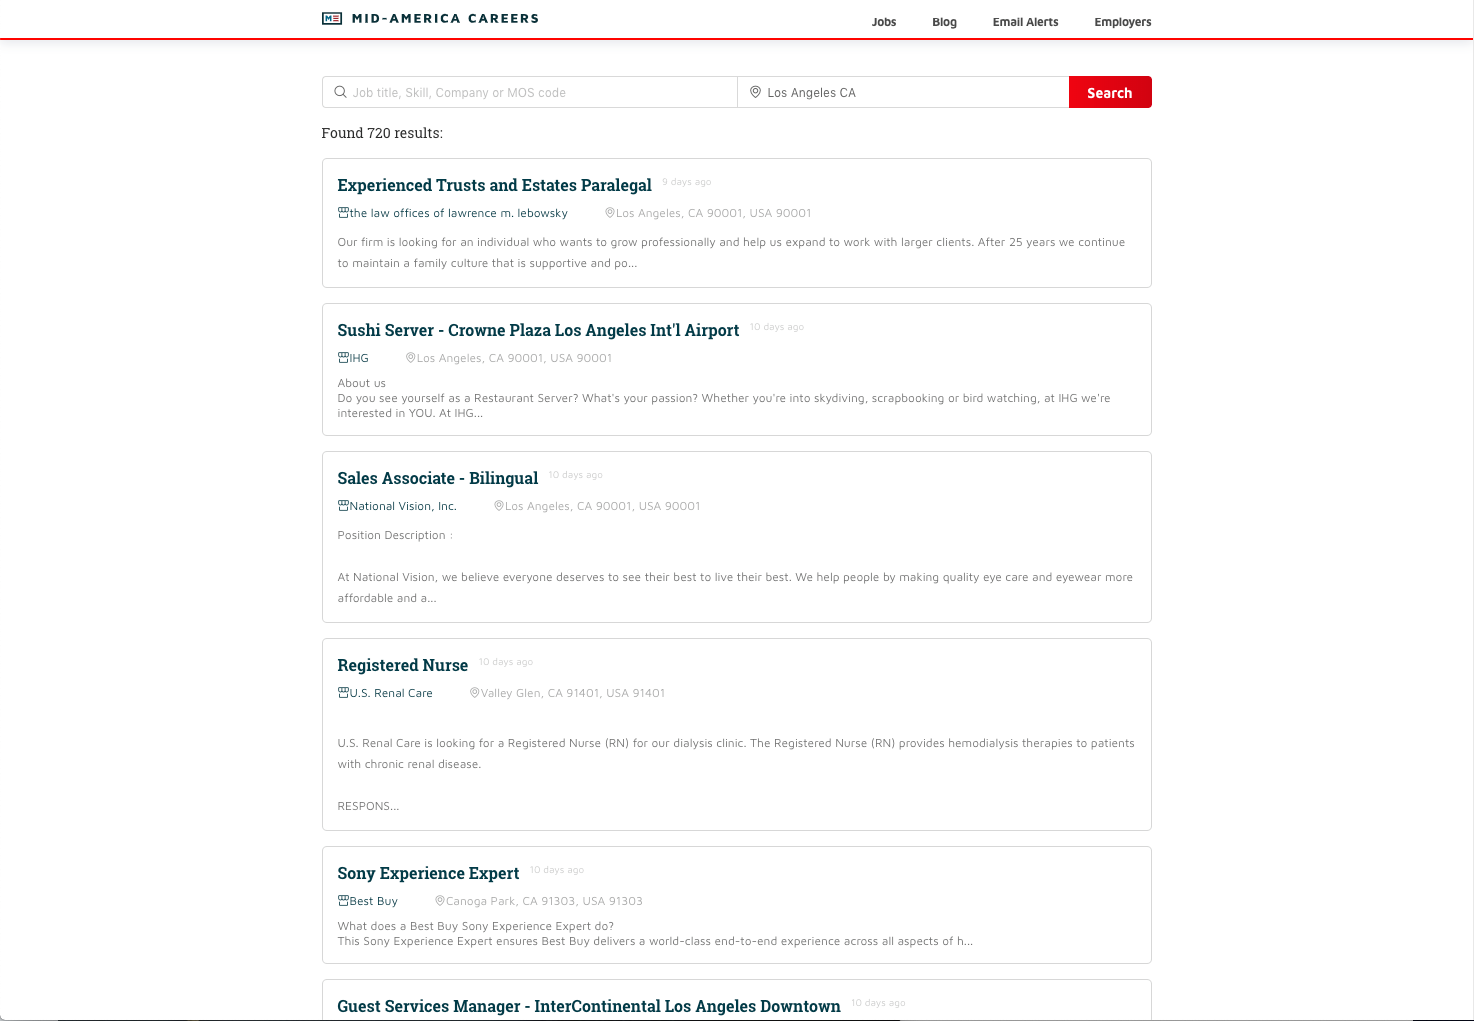 ME MID-AMERICA CAREERS
Jobs Blog Email Alerts Employers
Job title, Skill, Company or MOS code Los Angeles CA Search
Found 720 results:
Experienced Trusts and Estates Paralegal 9 days ago
the law offices of lawrence m. lebowsky Los Angeles, CA 90001, USA 90001
Our firm is looking for an individual who wants to grow professionally and help us expand to work with larger clients. After 25 years we continue
to maintain a family culture that is supportive and po...
Sushi Server - Crowne Plaza Los Angeles Int'l Airport 10 days ago
IHG Los Angeles, CA 90001, USA 90001
About us
Do you see yourself as a Restaurant Server? What's your passion? Whether you're into skydiving, scrapbooking or bird watching, at IHG we're
interested in YOU. At IHG...
Sales Associate - Bilingual 10 days ago
National Vision, Inc. Los Angeles, CA 90001, USA 90001
Position Description :
At National Vision, we believe everyone deserves to see their best to live their best. We help people by making quality eye care and eyewear more
affordable and a...
Registered Nurse 10 days ago
U.S. Renal Care Valley Glen, CA 91401, USA 91401
U.S. Renal Care is looking for a Registered Nurse (RN) for our dialysis clinic. The Registered Nurse (RN) provides hemodialysis therapies to patients
with chronic renal disease.
RESPONS...
Sony Experience Expert 10 days ago
Best Buy Canoga Park, CA 91303, USA 91303
What does a Best Buy Sony Experience Expert do?
This Sony Experience Expert ensures Best Buy delivers a world-class end-to-end experience across all aspects of h...
Guest Services Manager - InterContinental Los Angeles Downtown 10 days ago